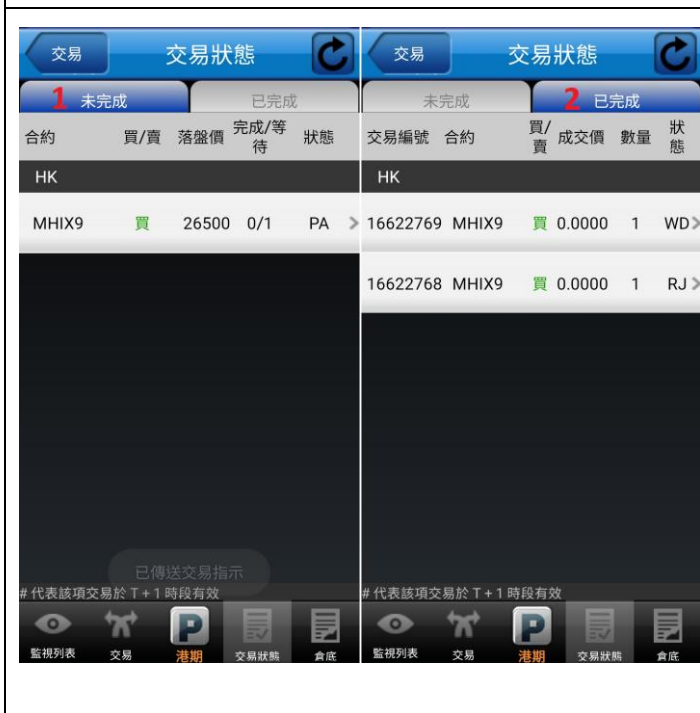 交易
交易狀態
1 未完成
已完成
合約 買/賣 落盤價 完成/等待 狀態
HK
MHIX9 買 26500 0/1 PA >
已傳送交易指示
# 代表該項交易於 T + 1 時段有效
監視列表 交易 P 港期 交易狀態 倉底
交易
交易狀態
未完成
2 已完成
交易編號 合約 買/賣 成交價 數量 狀態
HK
16622769 MHIX9 買 0.0000 1 WD >
16622768 MHIX9 買 0.0000 1 RJ >
# 代表該項交易於 T + 1 時段有效
監視列表 交易 P 港期 交易狀態 倉底